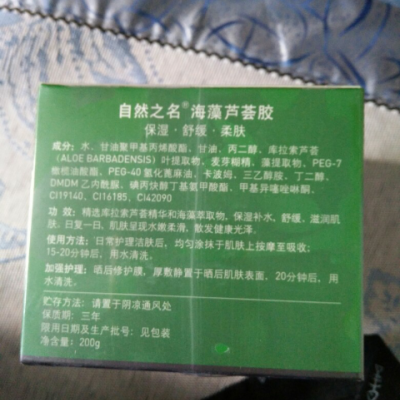 自然之名®海藻芦荟胶
保湿·舒缓·柔肤
成分：水、甘油聚甲基丙烯酸酯、甘油、丙二醇、库拉索芦荟
（ALOE BARBADENSIS）叶提取物、麦芽糊精、藻提取物、PEG-7
橄榄油酸酯、PEG-40 氢化蓖麻油、卡波姆、三乙醇胺、丁二醇、
DMDM 乙内酰脲、碘丙炔醇丁基氨甲酸酯、甲基异噻唑啉酮、
CI19140、CI16185、CI42090
功 效：精选库拉索芦荟精华和海藻萃取物，保湿补水、舒缓、滋润肌
肤。日复一日，肌肤呈现水嫩柔滑，散发健康光泽。
使用方法：日常护理洁肤后，均匀涂抹于肌肤上按摩至吸收；
15-20分钟后，用水清洗。
加强护理：晒后修护膜，厚敷静置于晒后肌肤表面，20分钟后，用
水清洗。
贮存方法：请置于阴凉通风处
保质期：三年
限用日期及生产批号：见包装
净含量：200g